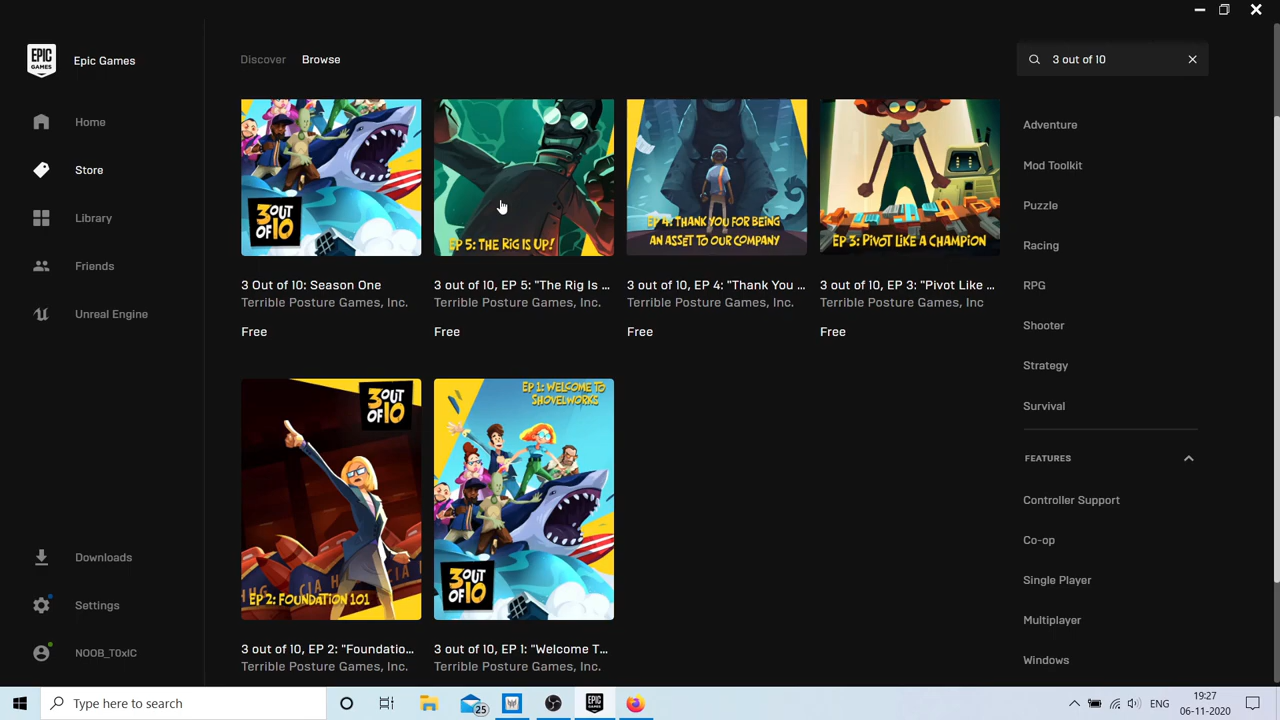 EPIC
GAMES
Epic Games
Home
Store
Library
Friends
Unreal Engine
Downloads
Settings
NOOB_T0xIC
Discover
Browse
3 out of 10
3 OUT
OF 10
EP 5: THE RIG IS UP!
EP 4: THANK YOU FOR BEING
AN ASSET TO OUR COMPANY
EP 3: PIVOT LIKE A CHAMPION
3 Out of 10: Season One
Terrible Posture Games, Inc.
Free
3 out of 10, EP 5: "The Rig Is ...
Terrible Posture Games, Inc.
Free
3 out of 10, EP 4: "Thank You ...
Terrible Posture Games, Inc.
Free
3 out of 10, EP 3: "Pivot Like ...
Terrible Posture Games, Inc
Free
3 OUT
OF 10
EP 2: FOUNDATION 101
EP 1: WELCOME TO
SHOVELWORKS
3 OUT
OF 10
3 out of 10, EP 2: "Foundatio...
Terrible Posture Games, Inc.
3 out of 10, EP 1: "Welcome T...
Terrible Posture Games, Inc.
Adventure
Mod Toolkit
Puzzle
Racing
RPG
Shooter
Strategy
Survival
FEATURES
Controller Support
Co-op
Single Player
Multiplayer
Windows
Type here to search
25
EPIC
GAMES
ENG
19:27
06-11-2020